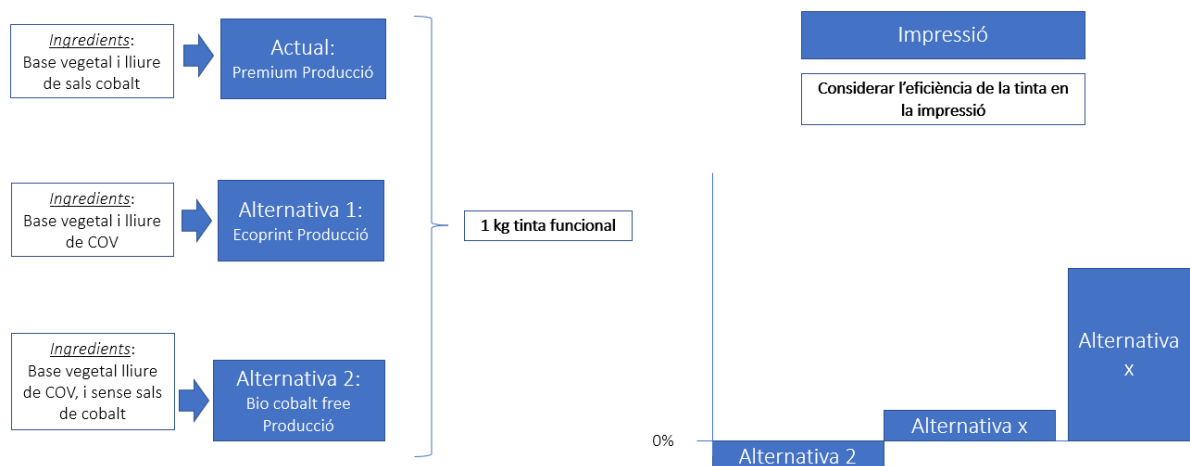 Ingredients:
Base vegetal i lliure
de sals cobalt
Actual:
Premium Producció
Ingredients:
Base vegetal i lliure
de COV
Alternativa 1:
Ecoprint Producció
Ingredients:
Base vegetal lliure
de COV, i sense sals
de cobalt
Alternativa 2:
Bio cobalt free
Producció
1 kg tinta funcional
Impressió
Considerar l'eficiència de la tinta en
la impressió
Alternativa
x
Alternativa x
0%
Alternativa 2